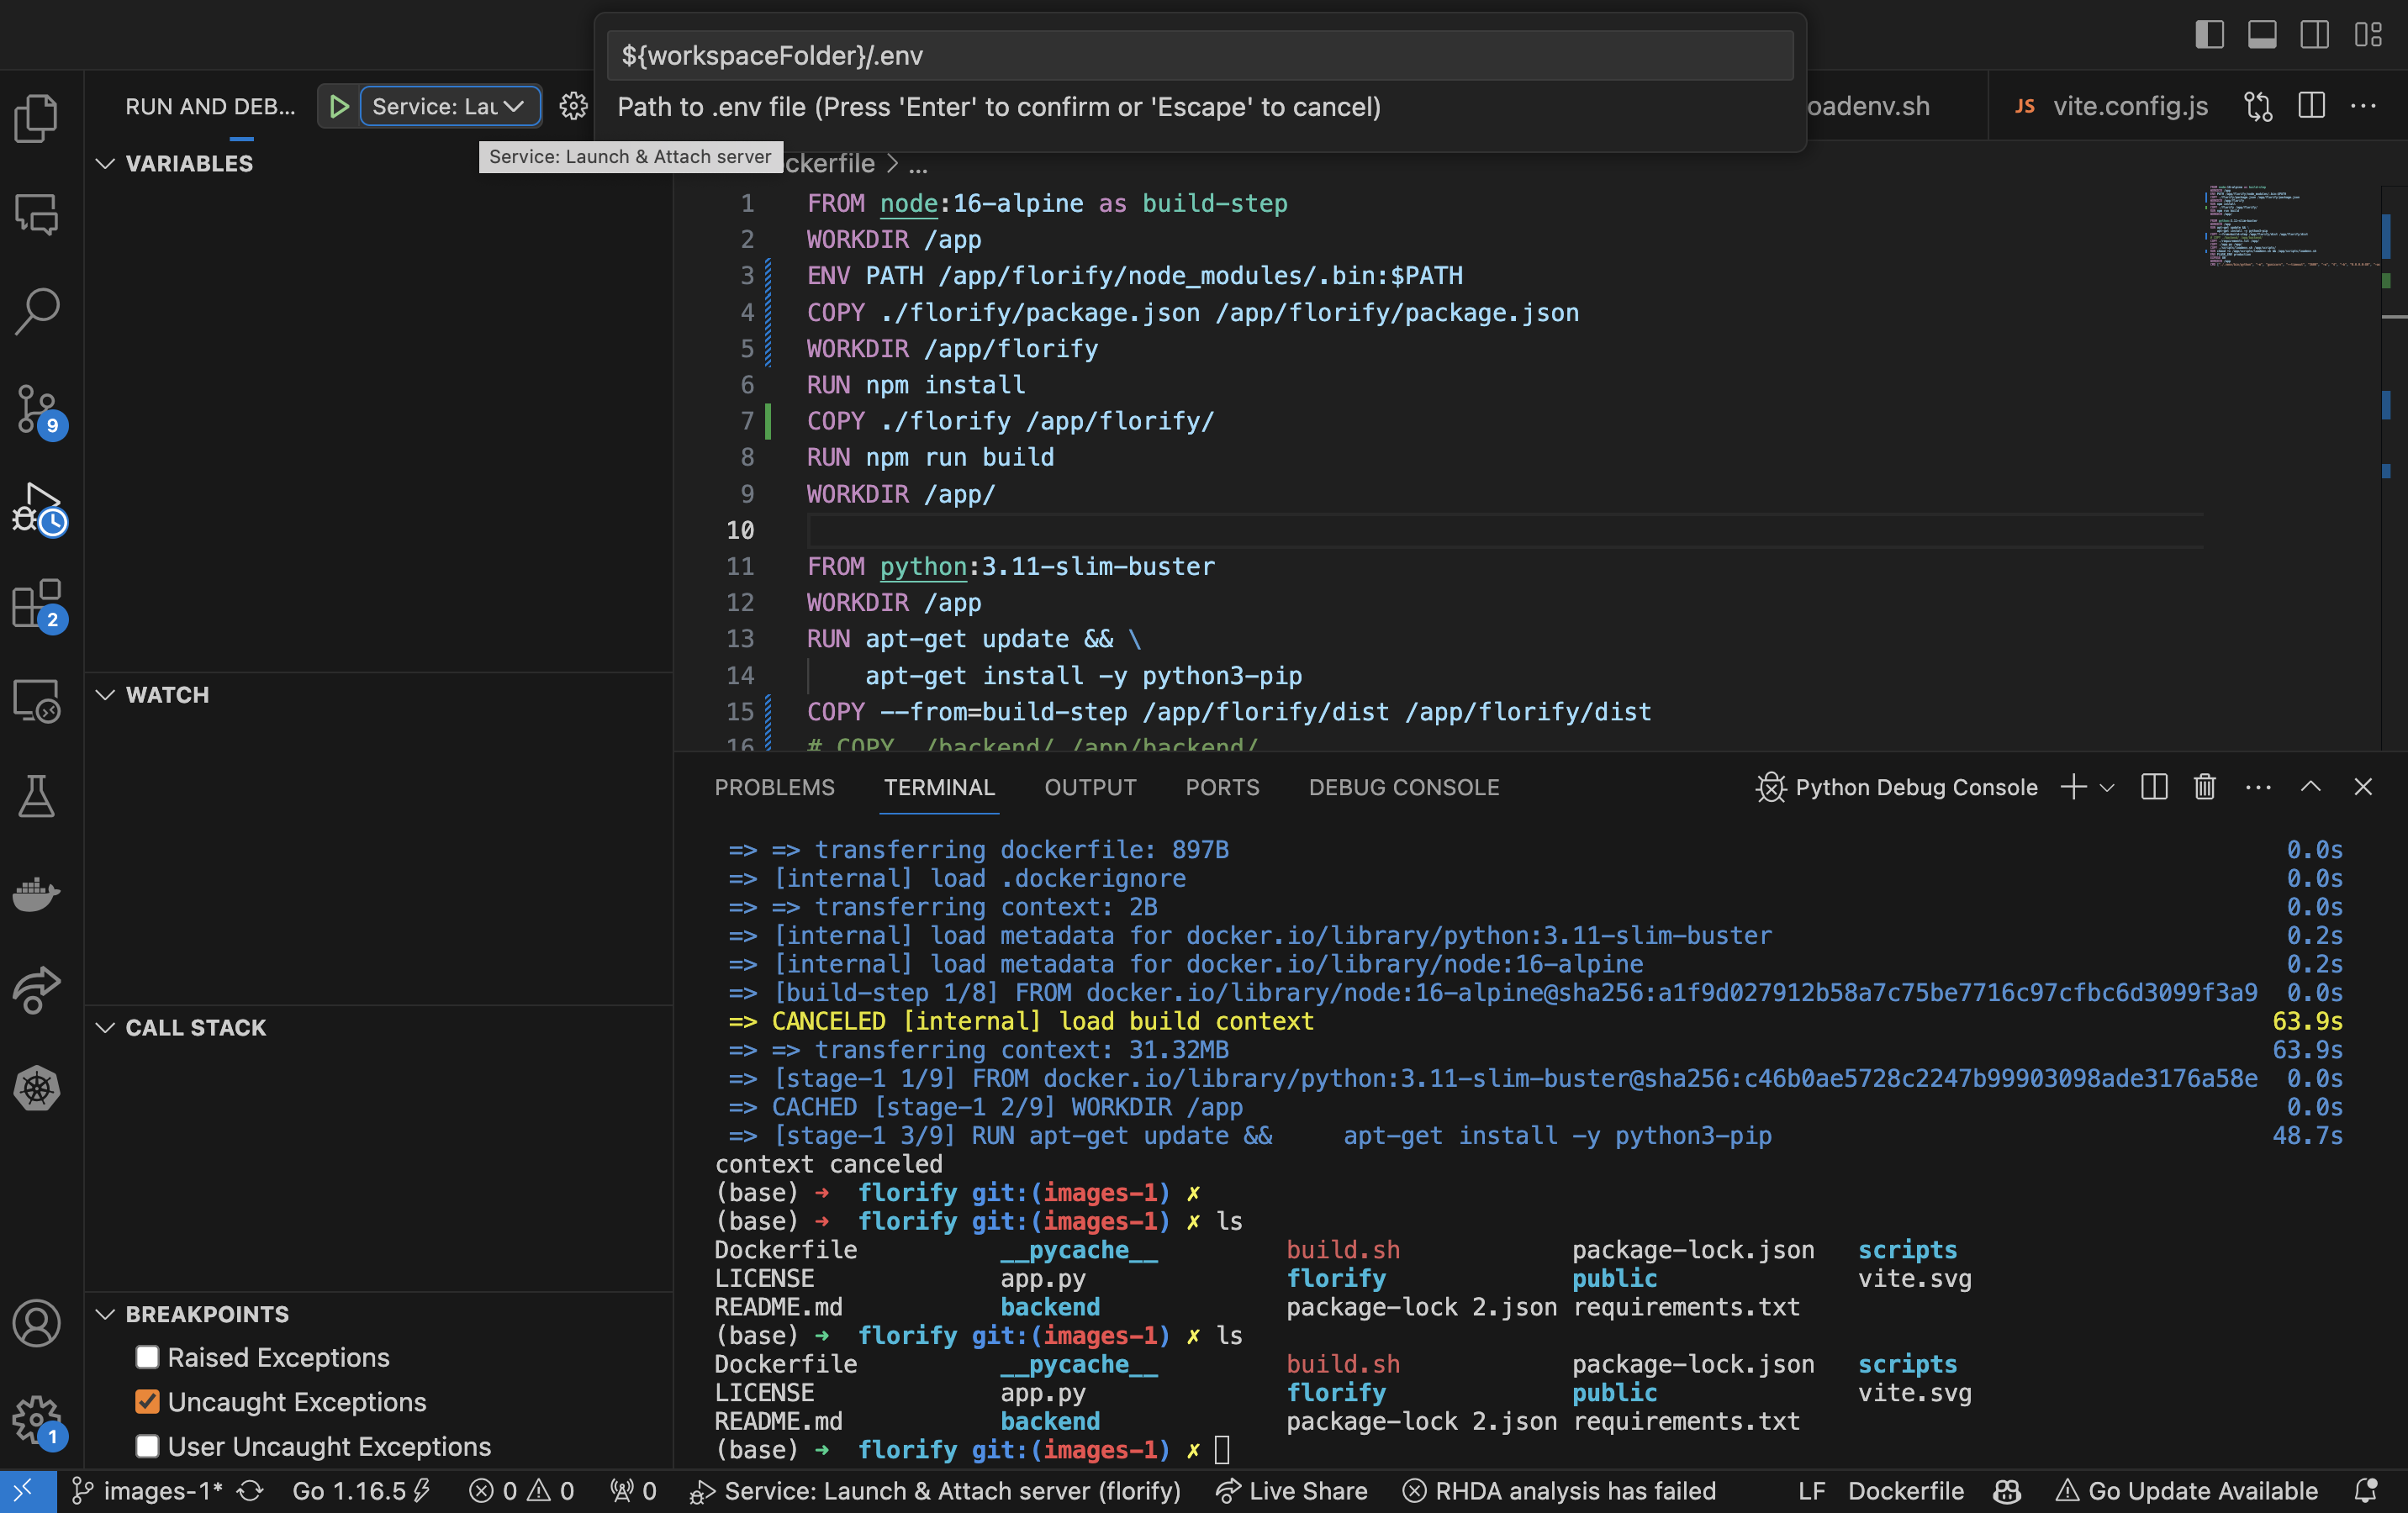 ${workspaceFolder}/.env
Path to .env file (Press 'Enter' to confirm or 'Escape' to cancel)
RUN AND DEB...
Service: Lau
Service: Launch & Attach server
oadenv.sh
JS vite.config.js
ckerfile > ...
VARIABLES
1 FROM node:16-alpine as build-step
2 WORKDIR /app
3 ENV PATH /app/florify/node_modules/.bin:$PATH
4 COPY ./florify/package.json /app/florify/package.json
5 WORKDIR /app/florify
6 RUN npm install
7 COPY ./florify /app/florify/
8 RUN npm run build
9 WORKDIR /app/
10
11 FROM python:3.11-slim-buster
12 WORKDIR /app
13 RUN apt-get update && \
14 apt-get install -y python3-pip
15 COPY --from=build-step /app/florify/dist /app/florify/dist
16 # COPY ./backend/ /app/backend/
9
2
WATCH
CALL STACK
BREAKPOINTS
Raised Exceptions
Uncaught Exceptions
User Uncaught Exceptions
1
PROBLEMS TERMINAL OUTPUT PORTS DEBUG CONSOLE
Python Debug Console
=> => transferring dockerfile: 897B 0.0s
=> [internal] load .dockerignore 0.0s
=> => transferring context: 2B 0.0s
=> [internal] load metadata for docker.io/library/python:3.11-slim-buster 0.2s
=> [internal] load metadata for docker.io/library/node:16-alpine 0.2s
=> [build-step 1/8] FROM docker.io/library/node:16-alpine@sha256:a1f9d027912b58a7c75be7716c97cfbc6d3099f3a9 0.0s
=> CANCELED [internal] load build context 63.9s
=> => transferring context: 31.32MB 63.9s
=> [stage-1 1/9] FROM docker.io/library/python:3.11-slim-buster@sha256:c46b0ae5728c2247b99903098ade3176a58e 0.0s
=> CACHED [stage-1 2/9] WORKDIR /app 0.0s
=> [stage-1 3/9] RUN apt-get update && apt-get install -y python3-pip 48.7s
context canceled
(base) ➜ florify git:(images-1) ✗
(base) ➜ florify git:(images-1) ✗ ls
Dockerfile __pycache__ build.sh package-lock.json scripts
LICENSE app.py florify public vite.svg
README.md backend package-lock 2.json requirements.txt
(base) ➜ florify git:(images-1) ✗ ls
Dockerfile __pycache__ build.sh package-lock.json scripts
LICENSE app.py florify public vite.svg
README.md backend package-lock 2.json requirements.txt
(base) ➜ florify git:(images-1) ✗
images-1* Go 1.16.5 0 0 0 Service: Launch & Attach server (florify) Live Share RHDA analysis has failed LF Dockerfile Go Update Available